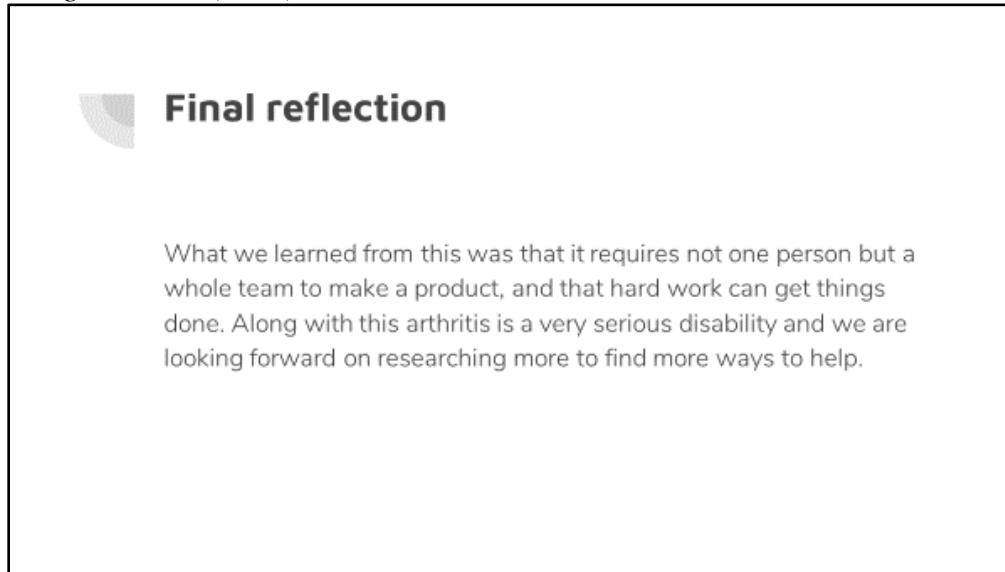 Final reflection
What we learned from this was that it requires not one person but a
whole team to make a product, and that hard work can get things
done. Along with this arthritis is a very serious disability and we are
looking forward on researching more to find more ways to help.